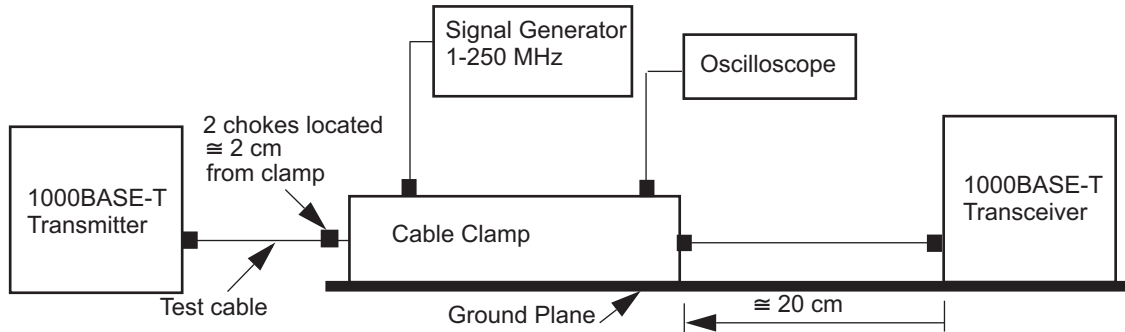 Signal Generator
1-250 MHz
Oscilloscope
2 chokes located
≅ 2 cm
from clamp
1000BASE-T
Transmitter
1000BASE-T
Transceiver
Cable Clamp
Test cable
Ground Plane
≅ 20 cm